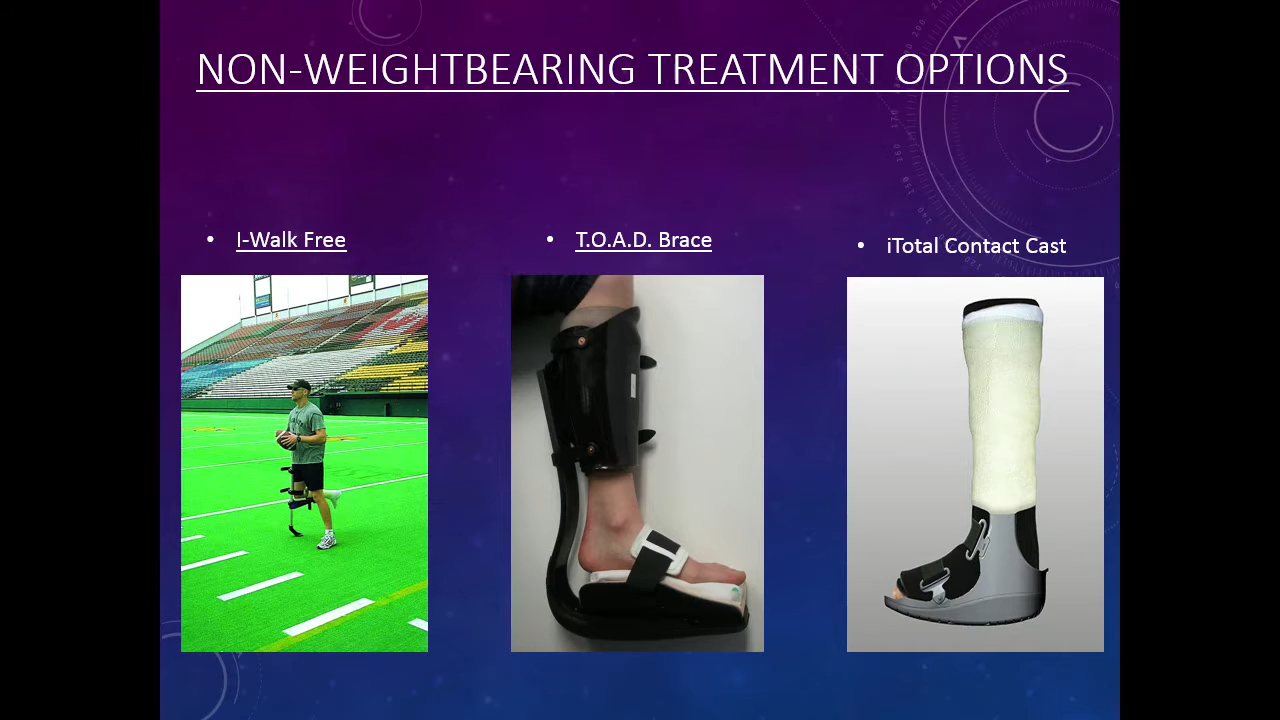 NON-WEIGHTBEARING TREATMENT OPTIONS
• I-Walk Free
• T.O.A.D. Brace
• iTotal Contact Cast